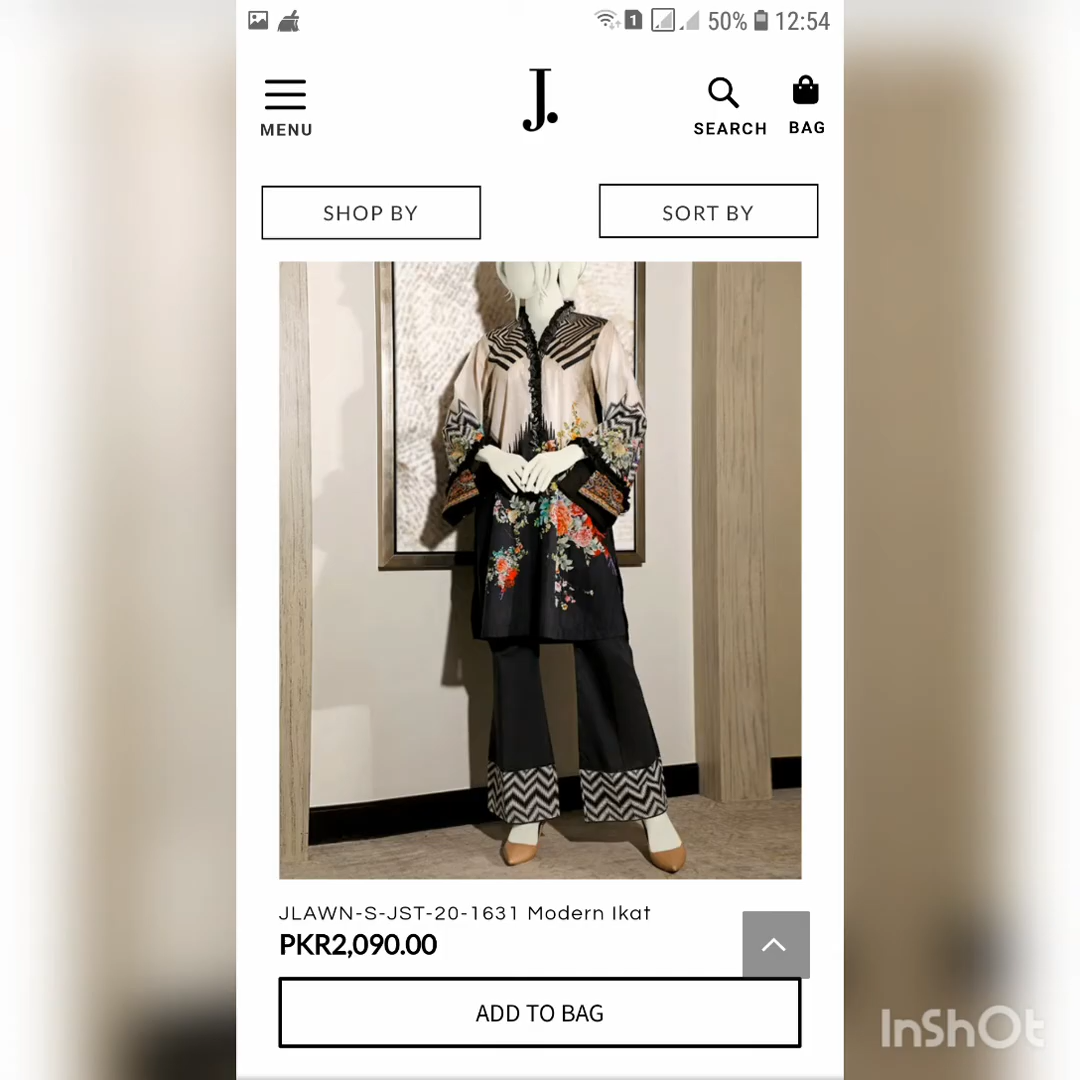 1 50% 12:54
MENU
J.
SEARCH
BAG
SHOP BY
SORT BY
JLAWN-S-JST-20-1631 Modern Ikat
PKR2,090.00
ADD TO BAG
InShOt